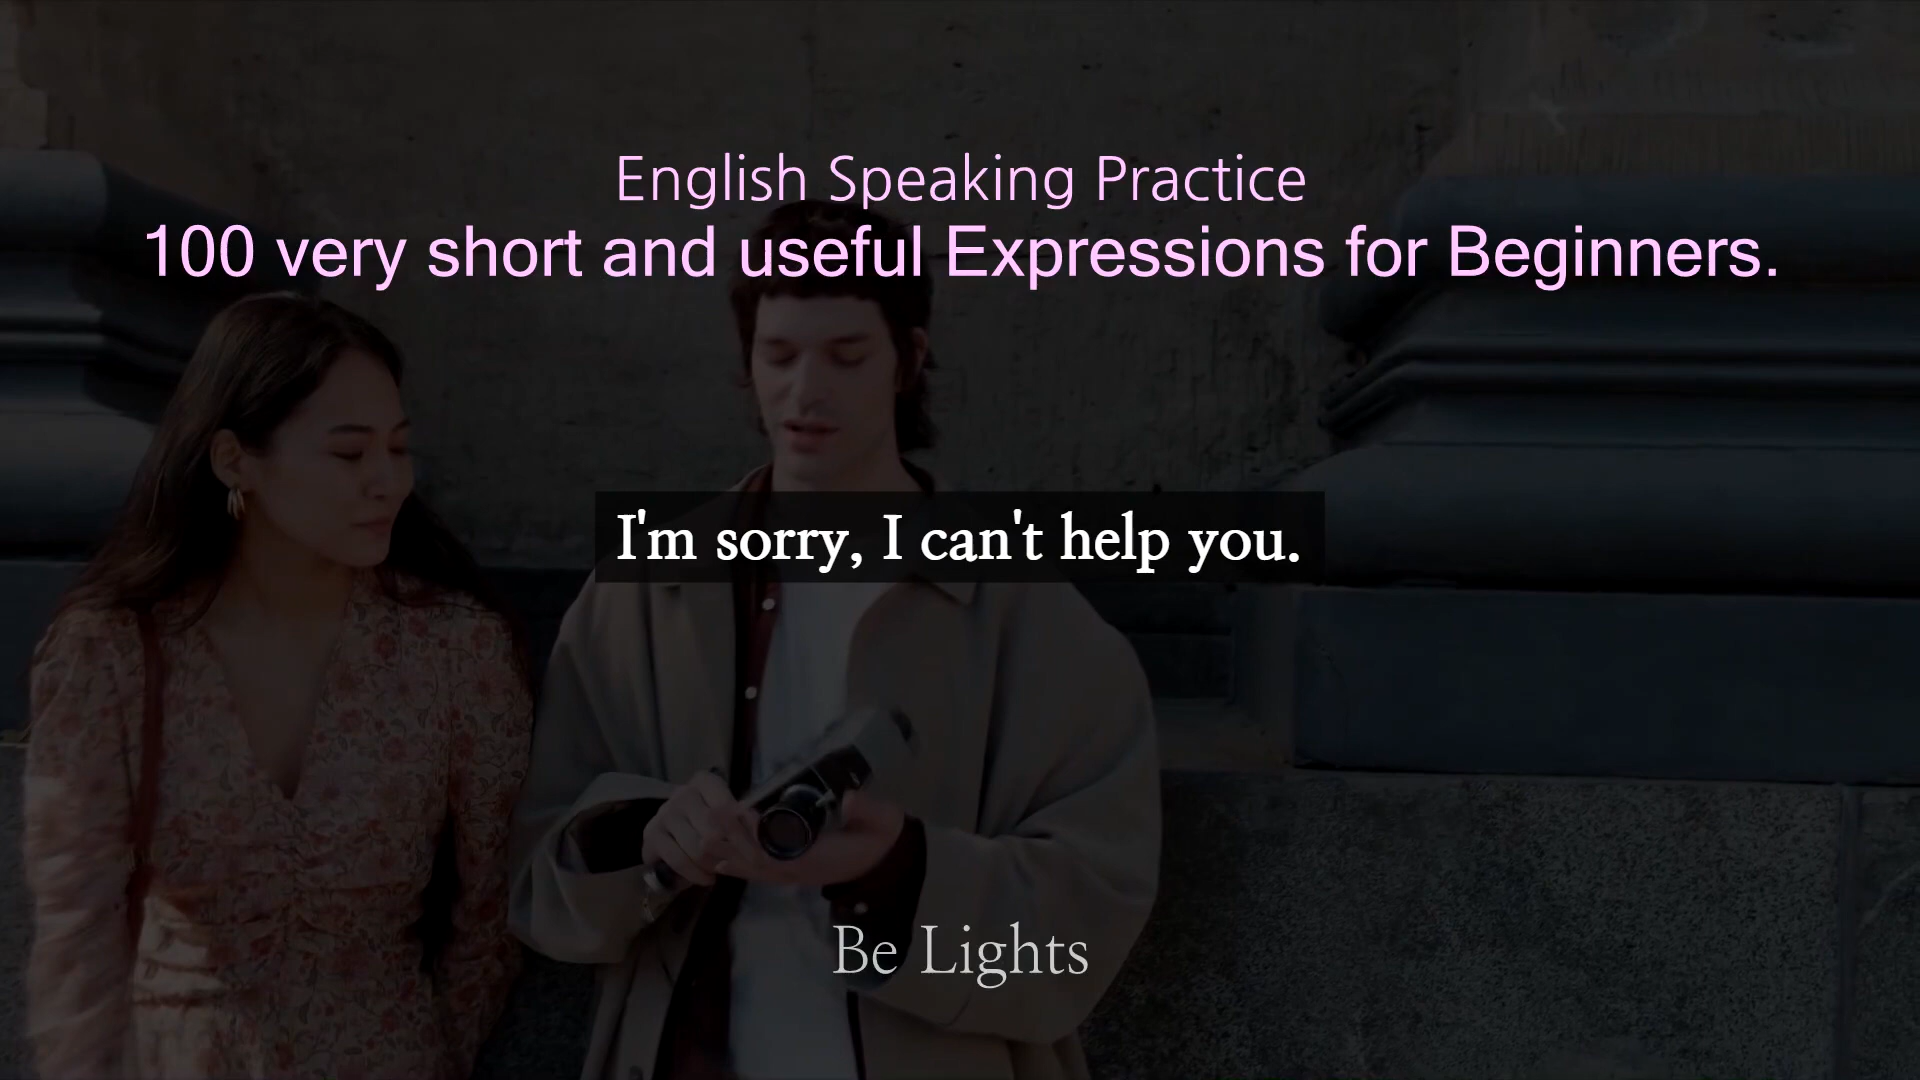 English Speaking Practice
100 very short and useful Expressions for Beginners.
I'm sorry, I can't help you.
Be Lights